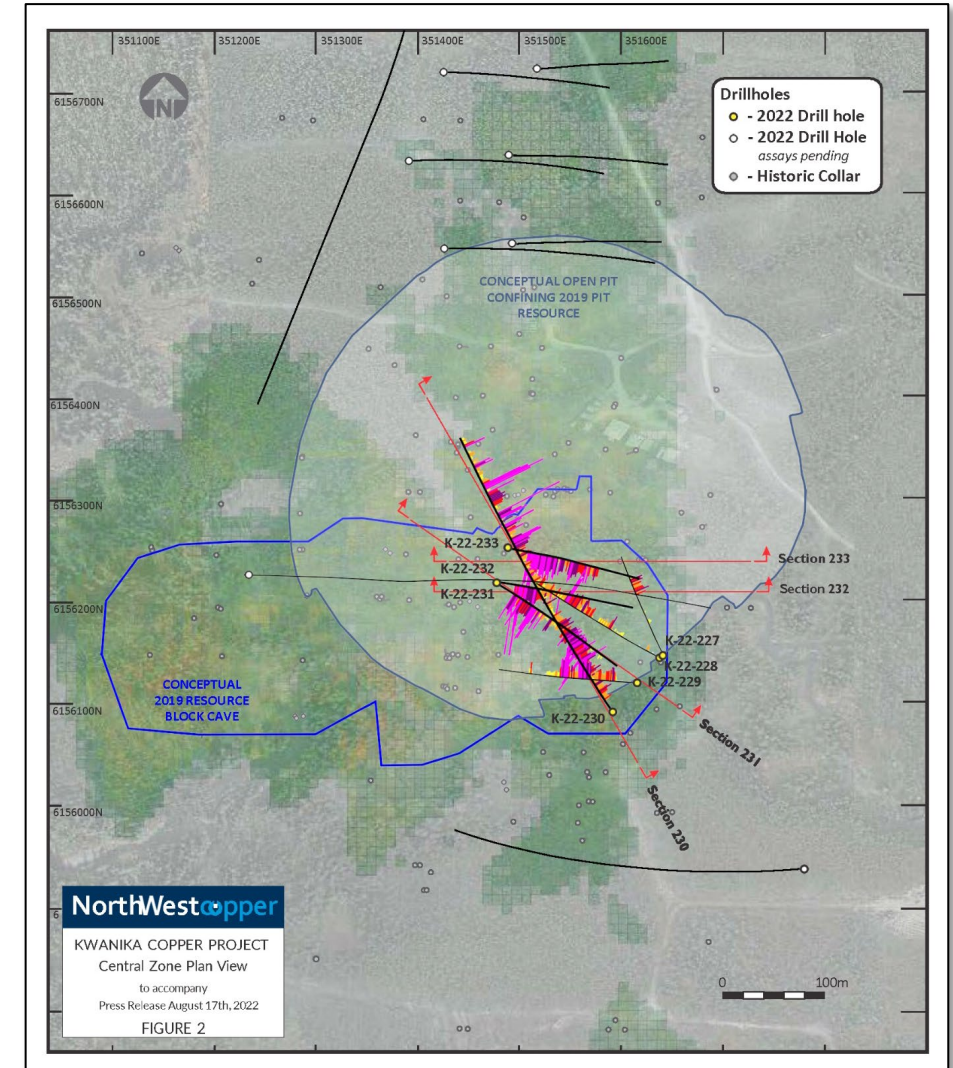 351100E
351200E
351300E
351400E
351500E
351600E
6156700N
6156600N
6156500N
6156400N
6156300N
6156200N
6156100N
6156000N
N
Drillholes
- 2022 Drill hole
- 2022 Drill Hole
assays pending
- Historic Collar
CONCEPTUAL OPEN PIT
CONFINING 2019 PIT
RESOURCE
K-22-233
K-22-232
K-22-231
Section 233
Section 232
K-22-227
K-22-228
K-22-229
K-22-230
Section 231
Section 230
CONCEPTUAL
2019 RESOURCE
BLOCK CAVE
NorthWestcopper
KWANIKA COPPER PROJECT
Central Zone Plan View
to accompany
Press Release August 17th, 2022
FIGURE 2
0 100m